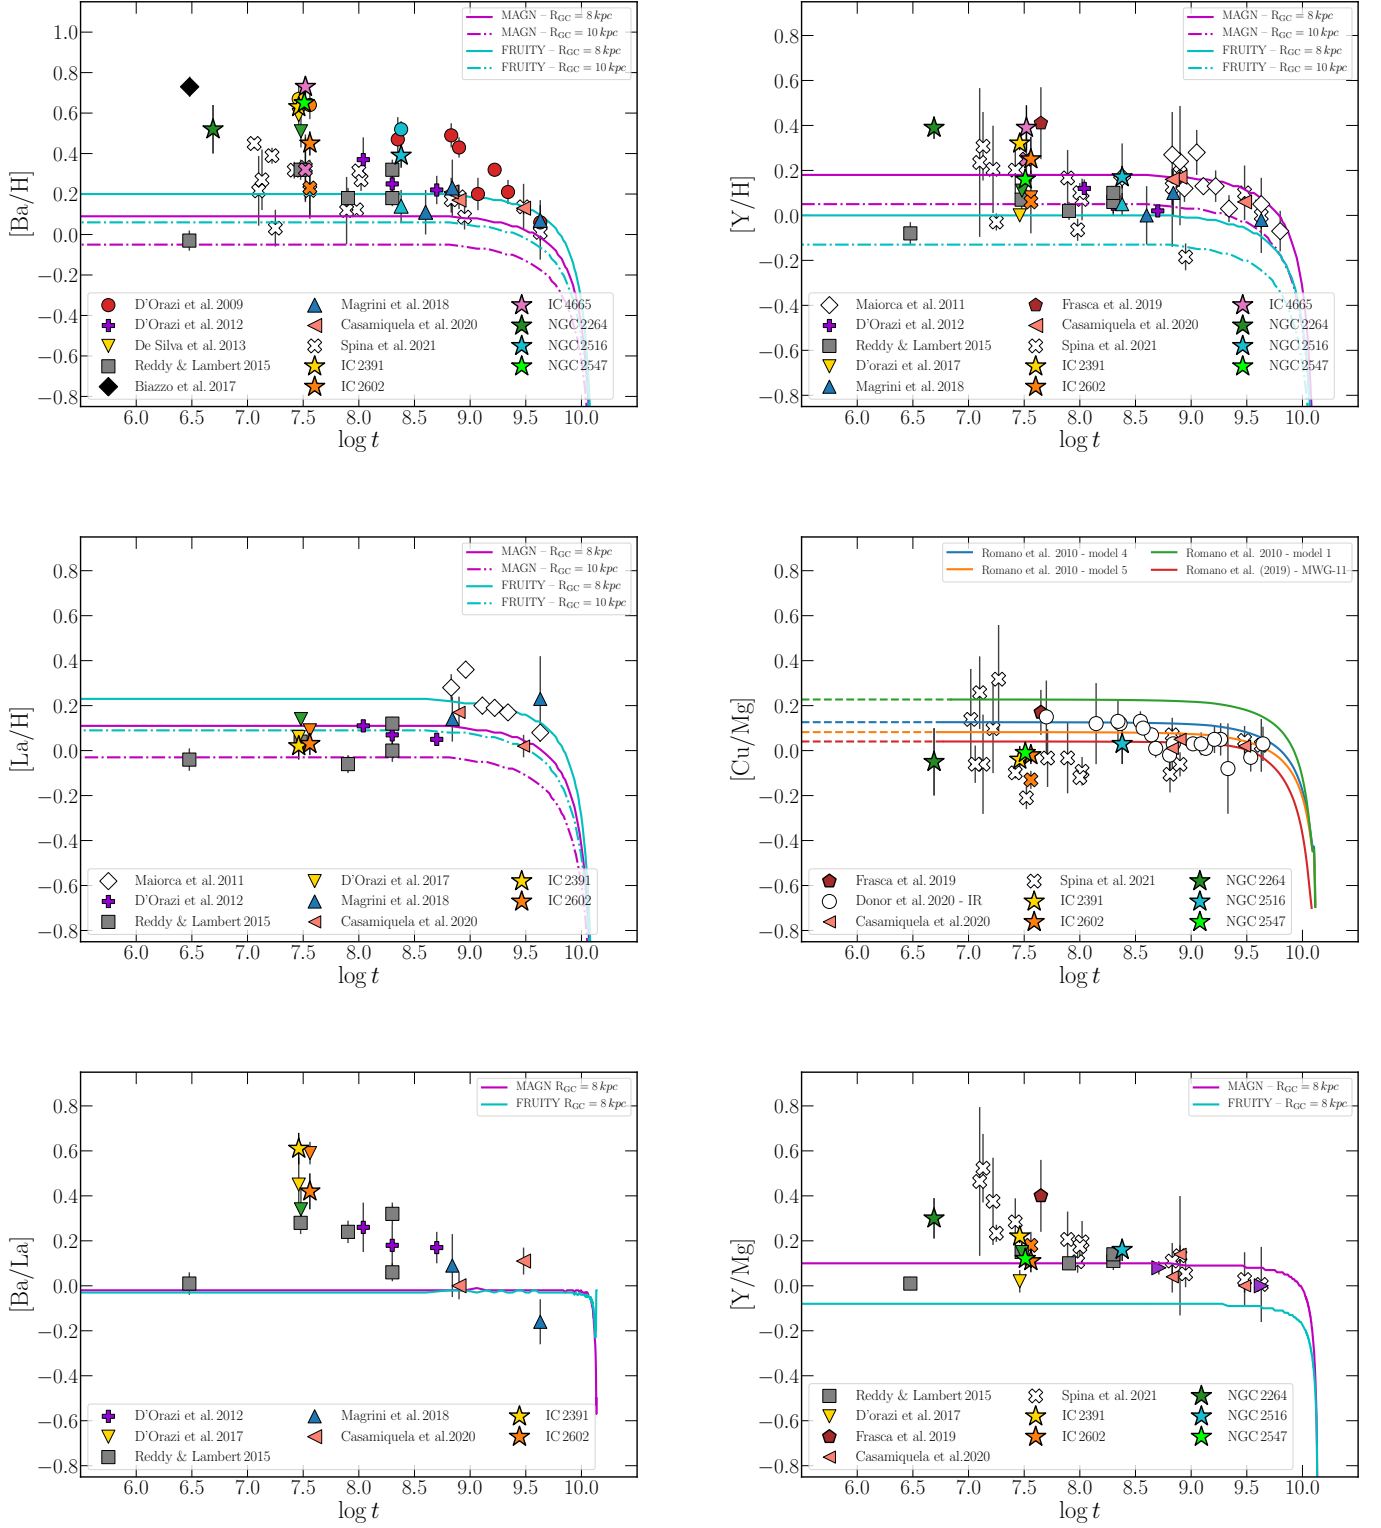 MAGN – R_GC = 8 kpc
MAGN – R_GC = 10 kpc
FRUITY – R_GC = 8 kpc
FRUITY – R_GC = 10 kpc
1.0
0.8
0.6
0.4
0.2
0.0
−0.2
−0.4
−0.6
−0.8
[Ba/H]
D'Orazi et al. 2009
D'Orazi et al. 2012
De Silva et al. 2013
Reddy & Lambert 2015
Biazzo et al. 2017
Magrini et al. 2018
Casamiquela et al. 2020
Spina et al. 2021
IC 2391
IC 2602
IC 4665
NGC 2264
NGC 2516
NGC 2547
6.0 6.5 7.0 7.5 8.0 8.5 9.0 9.5 10.0
log t
MAGN – R_GC = 8 kpc
MAGN – R_GC = 10 kpc
FRUITY – R_GC = 8 kpc
FRUITY – R_GC = 10 kpc
0.8
0.6
0.4
0.2
0.0
−0.2
−0.4
−0.6
−0.8
[Y/H]
Maiorca et al. 2011
D'Orazi et al. 2012
Reddy & Lambert 2015
D'orazi et al. 2017
Magrini et al. 2018
Frasca et al. 2019
Casamiquela et al. 2020
Spina et al. 2021
IC 2391
IC 2602
IC 4665
NGC 2264
NGC 2516
NGC 2547
6.0 6.5 7.0 7.5 8.0 8.5 9.0 9.5 10.0
log t
MAGN – R_GC = 8 kpc
MAGN – R_GC = 10 kpc
FRUITY – R_GC = 8 kpc
FRUITY – R_GC = 10 kpc
0.8
0.6
0.4
0.2
0.0
−0.2
−0.4
−0.6
−0.8
[La/H]
Maiorca et al. 2011
D'Orazi et al. 2012
Reddy & Lambert 2015
D'Orazi et al. 2017
Magrini et al. 2018
Casamiquela et al. 2020
IC 2391
IC 2602
6.0 6.5 7.0 7.5 8.0 8.5 9.0 9.5 10.0
log t
Romano et al. 2010 - model 4
Romano et al. 2010 - model 5
Romano et al. 2010 - model 1
Romano et al. (2019) - MWG-11
0.8
0.6
0.4
0.2
0.0
−0.2
−0.4
−0.6
−0.8
[Cu/Mg]
Frasca et al. 2019
Donor et al. 2020 - IR
Casamiquela et al.2020
Spina et al. 2021
IC 2391
IC 2602
NGC 2264
NGC 2516
NGC 2547
6.0 6.5 7.0 7.5 8.0 8.5 9.0 9.5 10.0
log t
MAGN R_GC = 8 kpc
FRUITY R_GC = 8 kpc
0.8
0.6
0.4
0.2
0.0
−0.2
−0.4
−0.6
−0.8
[Ba/La]
D'Orazi et al. 2012
D'Orazi et al. 2017
Reddy & Lambert 2015
Magrini et al. 2018
Casamiquela et al.2020
IC 2391
IC 2602
6.0 6.5 7.0 7.5 8.0 8.5 9.0 9.5 10.0
log t
MAGN – R_GC = 8 kpc
FRUITY – R_GC = 8 kpc
0.8
0.6
0.4
0.2
0.0
−0.2
−0.4
−0.6
−0.8
[Y/Mg]
Reddy & Lambert 2015
D'orazi et al. 2017
Frasca et al. 2019
Casamiquela et al.2020
Spina et al. 2021
IC 2391
IC 2602
NGC 2264
NGC 2516
NGC 2547
6.0 6.5 7.0 7.5 8.0 8.5 9.0 9.5 10.0
log t